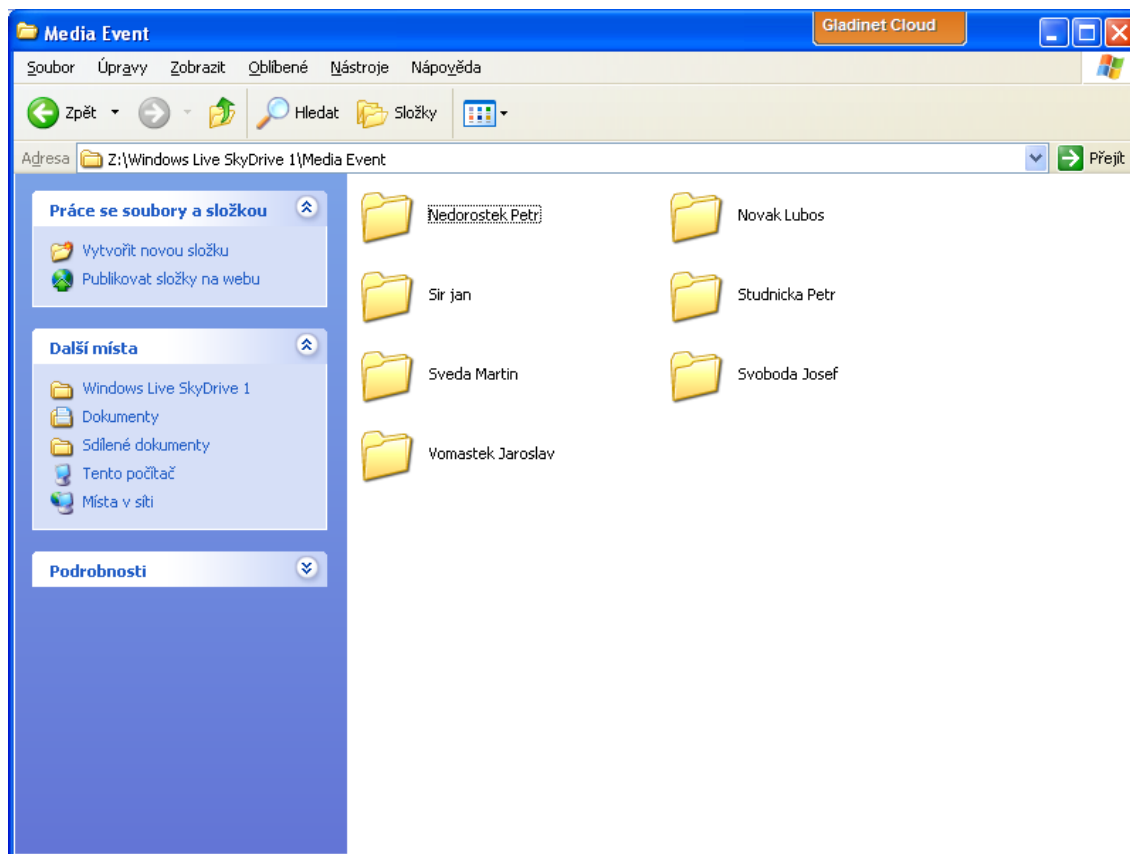 Media Event
Gladinet Cloud
Soubor Úpravy Zobrazit Oblíbené Nástroje Nápověda
Zpět Hledat Složky
Adresa Z:\Windows Live SkyDrive 1\Media Event Přejít
Práce se soubory a složkou
Vytvořit novou složku
Publikovat složky na webu
Další místa
Windows Live SkyDrive 1
Dokumenty
Sdílené dokumenty
Tento počítač
Místa v síti
Podrobnosti
Nedorostek Petr Novak Lubos
Sir jan Studnicka Petr
Sveda Martin Svoboda Josef
Vomastek Jaroslav